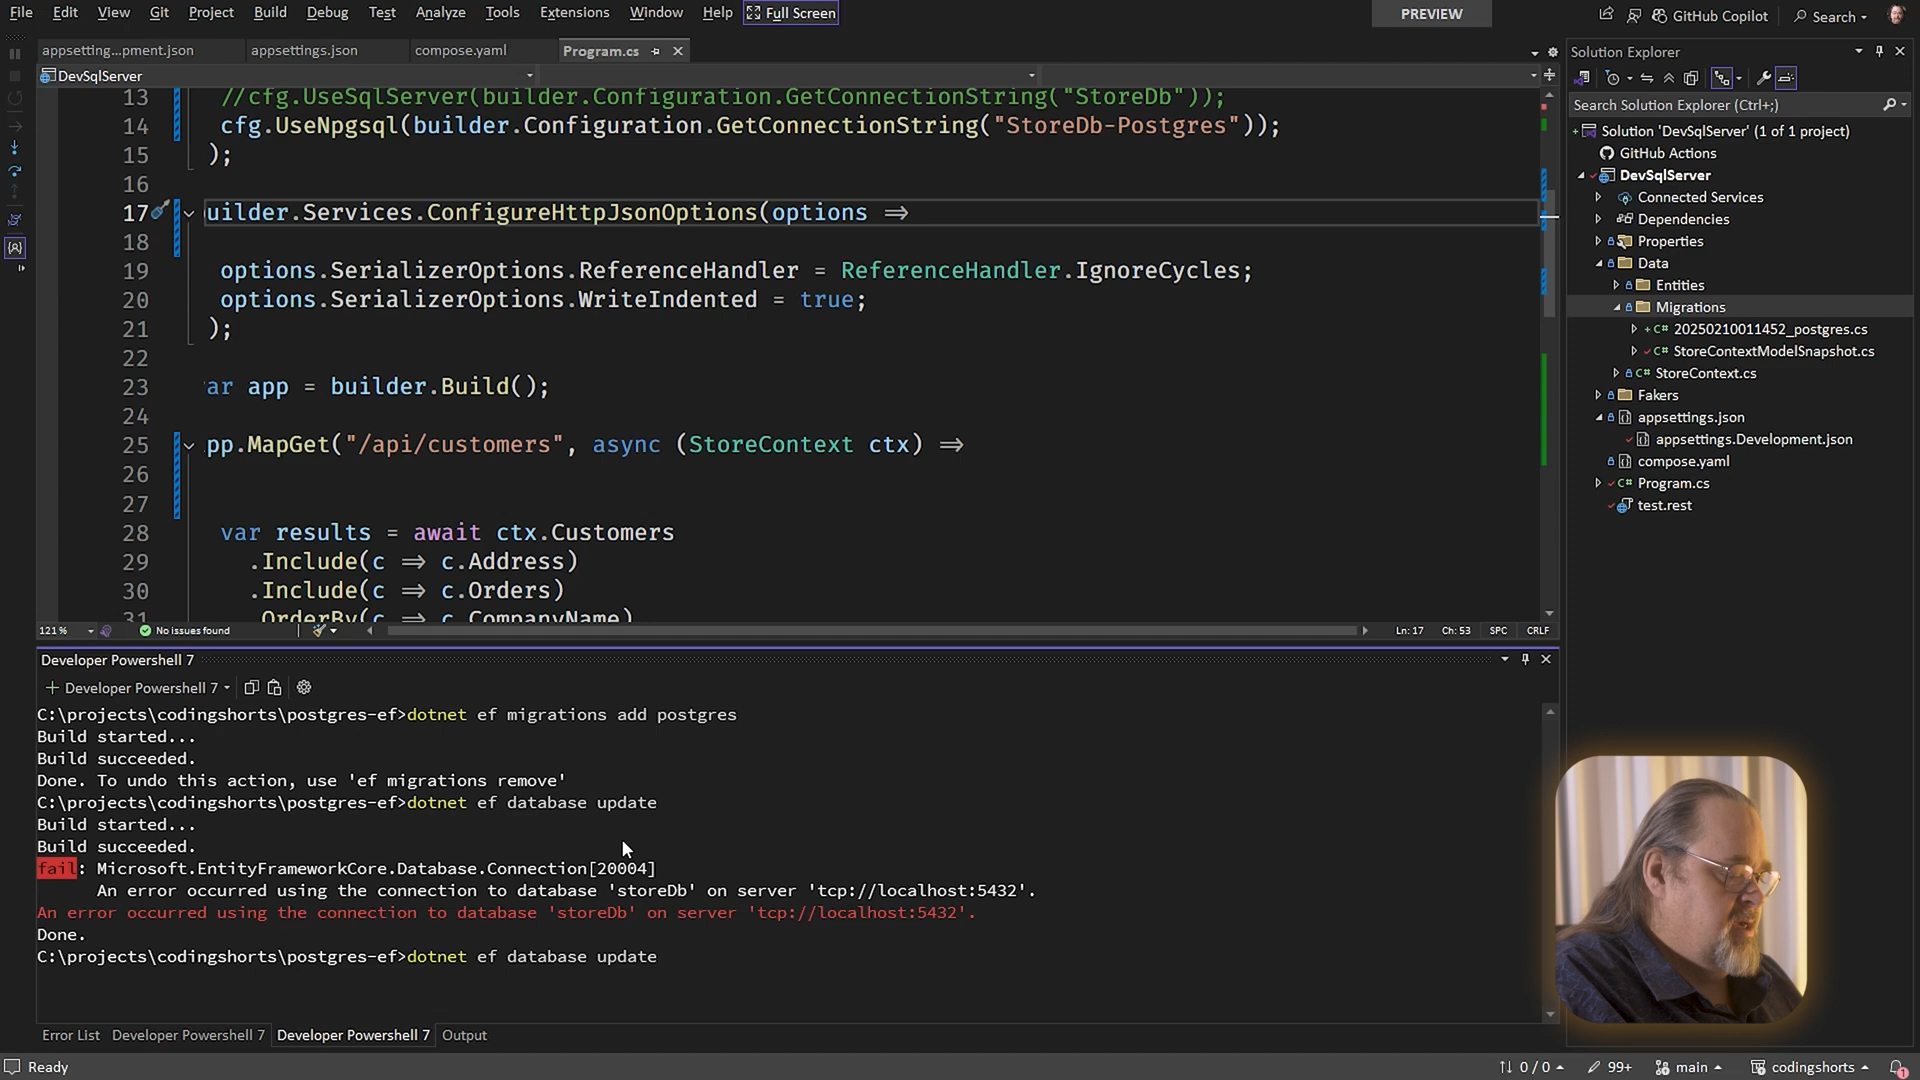 File Edit View Git Project Build Debug Test Analyze Tools Extensions Window Help Full Screen PREVIEW GitHub Copilot Search
appsetting...pment.json appsettings.json compose.yaml Program.cs
DevSqlServer
13 //cfg.UseSqlServer(builder.Configuration.GetConnectionString("StoreDb"));
14 cfg.UseNpgsql(builder.Configuration.GetConnectionString("StoreDb-Postgres"));
15 );
16
17 uilder.Services.ConfigureHttpJsonOptions(options =>
18
19 options.SerializerOptions.ReferenceHandler = ReferenceHandler.IgnoreCycles;
20 options.SerializerOptions.WriteIndented = true;
21 );
22
23 ar app = builder.Build();
24
25 pp.MapGet("/api/customers", async (StoreContext ctx) =>
26
27
28 var results = await ctx.Customers
29 .Include(c => c.Address)
30 .Include(c => c.Orders)
31 .OrderBy(c => c.CompanyName)
121 % No issues found Ln: 17 Ch: 53 SPC CRLF
Developer Powershell 7
Developer Powershell 7
C:\projects\codingshorts\postgres-ef>dotnet ef migrations add postgres
Build started...
Build succeeded.
Done. To undo this action, use 'ef migrations remove'
C:\projects\codingshorts\postgres-ef>dotnet ef database update
Build started...
Build succeeded.
fail: Microsoft.EntityFrameworkCore.Database.Connection[20004]
An error occurred using the connection to database 'storeDb' on server 'tcp://localhost:5432'.
An error occurred using the connection to database 'storeDb' on server 'tcp://localhost:5432'.
Done.
C:\projects\codingshorts\postgres-ef>dotnet ef database update
Error List Developer Powershell 7 Developer Powershell 7 Output
Solution Explorer
Search Solution Explorer (Ctrl+;)
Solution 'DevSqlServer' (1 of 1 project)
GitHub Actions
DevSqlServer
Connected Services
Dependencies
Properties
Data
Entities
Migrations
C# 20250210011452_postgres.cs
C# StoreContextModelSnapshot.cs
C# StoreContext.cs
Fakers
appsettings.json
appsettings.Development.json
compose.yaml
C# Program.cs
test.rest
Ready 0 / 0 99+ main codingshorts 1